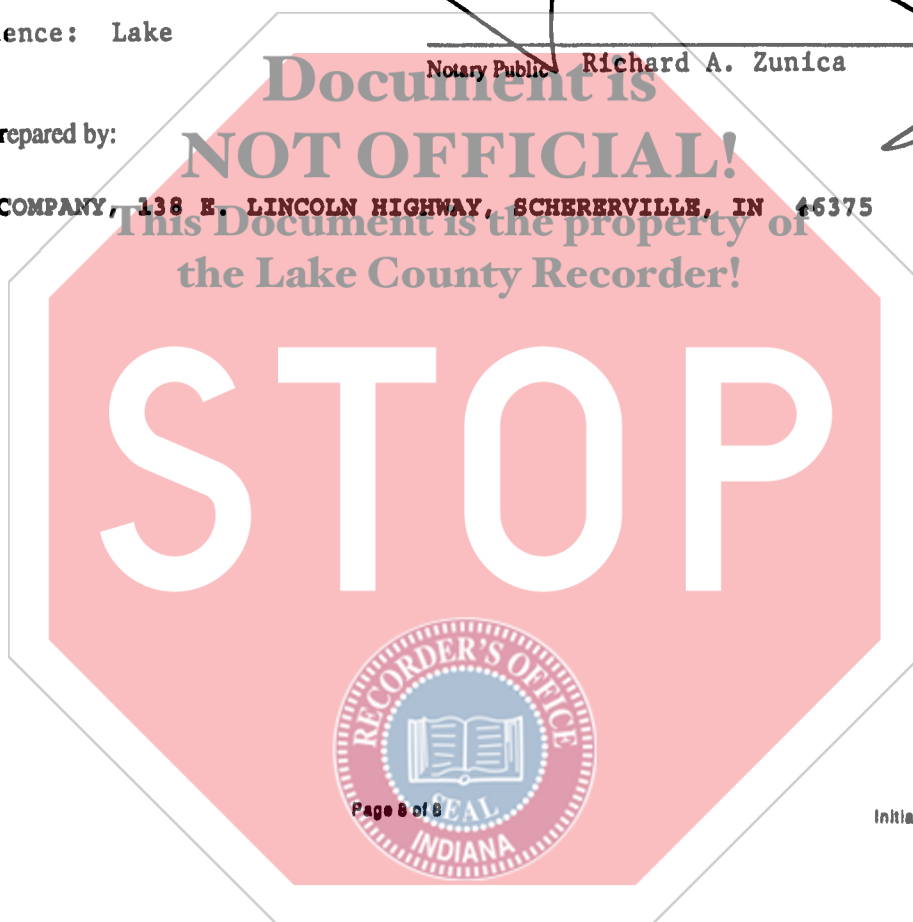 ence: Lake
Notary Public Richard A. Zunica
Document is
NOT OFFICIAL!
repared by:
COMPANY, 138 E. LINCOLN HIGHWAY, SCHERERVILLE, IN 46375
This Document is the property of
the Lake County Recorder!
STOP
RECORDER'S OFFICE
SEAL
INDIANA
Page 8 of 8
Initia